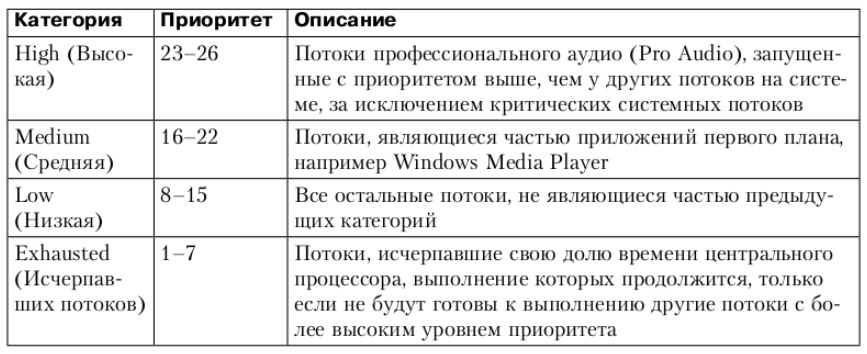 Категория Приоритет Описание
High (Высо-
кая)
23–26
Потоки профессионального аудио (Pro Audio), запущен-
ные с приоритетом выше, чем у других потоков на систе-
ме, за исключением критических системных потоков
Medium
(Средняя)
16–22
Потоки, являющиеся частью приложений первого плана,
например Windows Media Player
Low
(Низкая)
8–15
Все остальные потоки, не являющиеся частью предыду-
щих категорий
Exhausted
(Исчерпав-
ших потоков)
1–7
Потоки, исчерпавшие свою долю времени центрального
процессора, выполнение которых продолжится, только
если не будут готовы к выполнению другие потоки с бо-
лее высоким уровнем приоритета